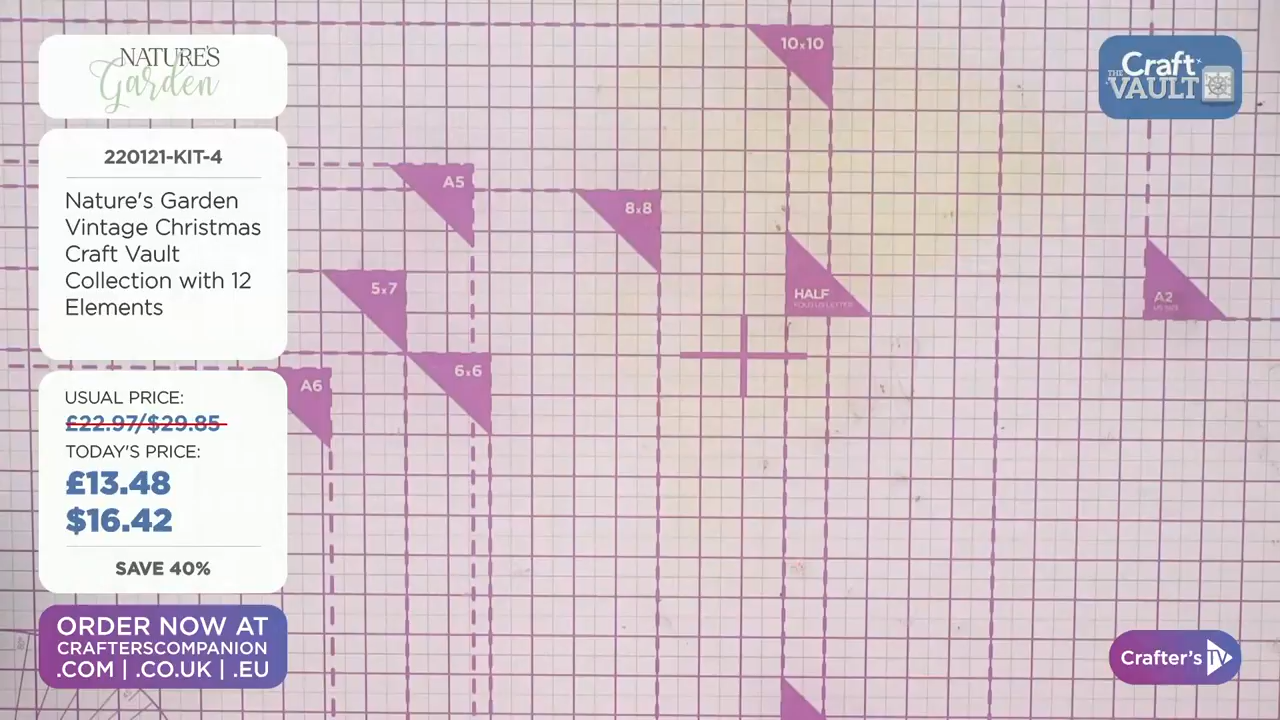 NATURE'S
Garden
220121-KIT-4
Nature's Garden
Vintage Christmas
Craft Vault
Collection with 12
Elements
USUAL PRICE:
£22.97/$29.85
TODAY'S PRICE:
£13.48
$16.42
SAVE 40%
ORDER NOW AT
CRAFTERSCOMPANION
.COM | .CO.UK | .EU
10x10
A5
8x8
5x7
HALF
A2
6x6
A6
THE
Craft
VAULT
Crafter's TV